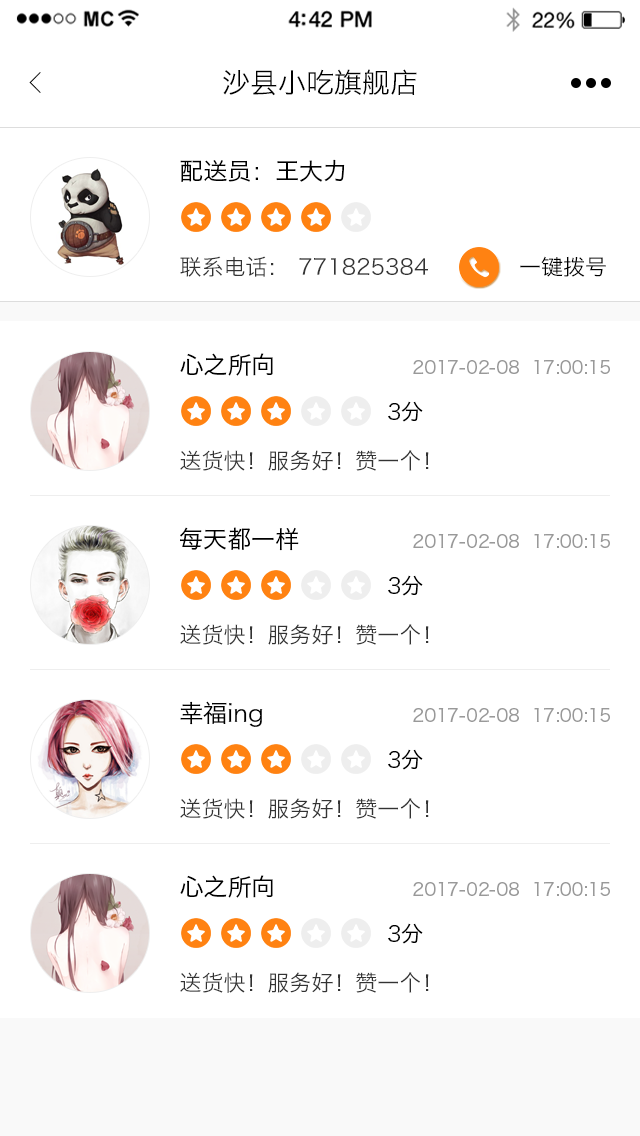 MC 4:42 PM 22%
沙县小吃旗舰店
配送员：王大力
联系电话： 771825384 一键拨号
心之所向 2017-02-08 17:00:15
3分
送货快！服务好！赞一个！
每天都一样 2017-02-08 17:00:15
3分
送货快！服务好！赞一个！
幸福ing 2017-02-08 17:00:15
3分
送货快！服务好！赞一个！
心之所向 2017-02-08 17:00:15
3分
送货快！服务好！赞一个！